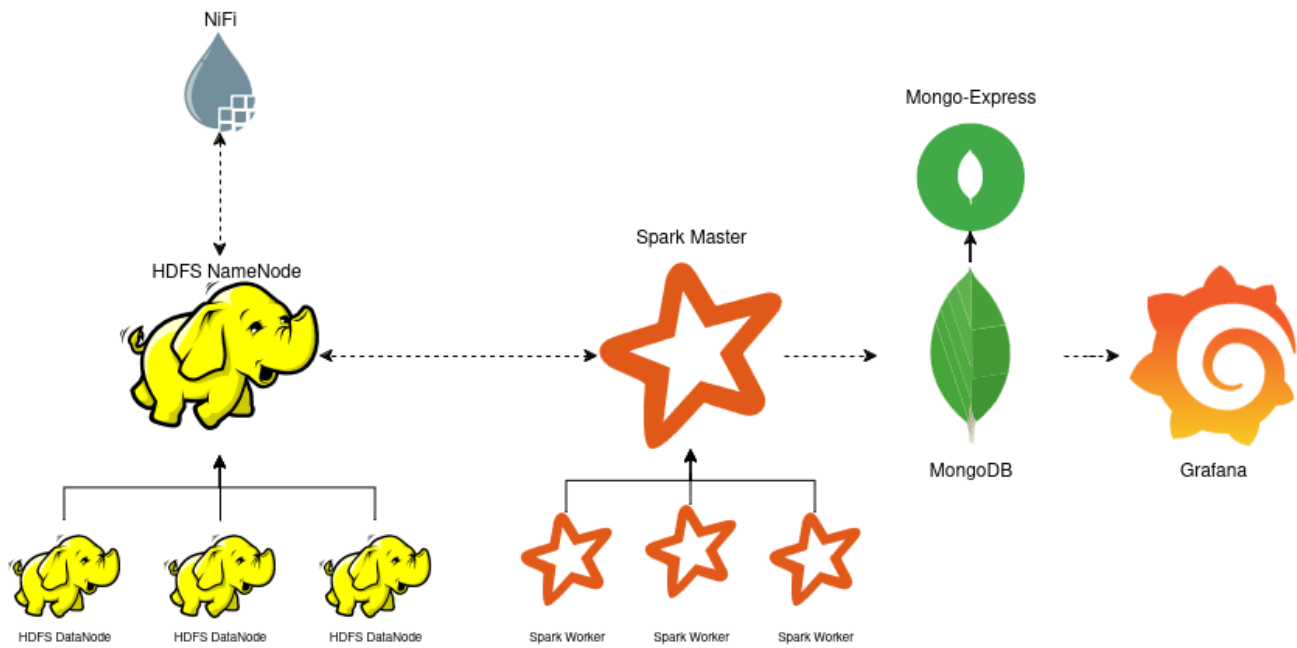 NiFi
Mongo-Express
Spark Master
HDFS NameNode
MongoDB
Grafana
HDFS DataNode
HDFS DataNode
HDFS DataNode
Spark Worker
Spark Worker
Spark Worker